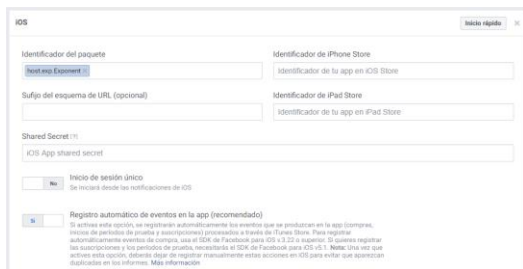 iOS
Inicio rápido ×
Identificador del paquete
host.exp.Exponent ×
Identificador de iPhone Store
Identificador de tu app en iOS Store
Sufijo del esquema de URL (opcional)
Identificador de iPad Store
Identificador de tu app en iPad Store
Shared Secret [?]
iOS App shared secret
No
Inicio de sesión único
Se iniciará desde las notificaciones de iOS
Sí
Registro automático de eventos en la app (recomendado)
Si activas esta opción, se registrarán automáticamente los eventos que se produzcan en la app (compras,
inicios de períodos de prueba y suscripciones) procesados a través de iTunes Store. Para registrar
automáticamente eventos de compra, usa el SDK de Facebook para iOS v.3.22 o superior. Si quieres registrar
las suscripciones y los períodos de prueba, necesitarás el SDK de Facebook para iOS v5.1. Nota: Una vez que
actives esta opción, deberás dejar de registrar manualmente estas acciones en iOS para evitar que aparezcan
duplicadas en los informes. Más información